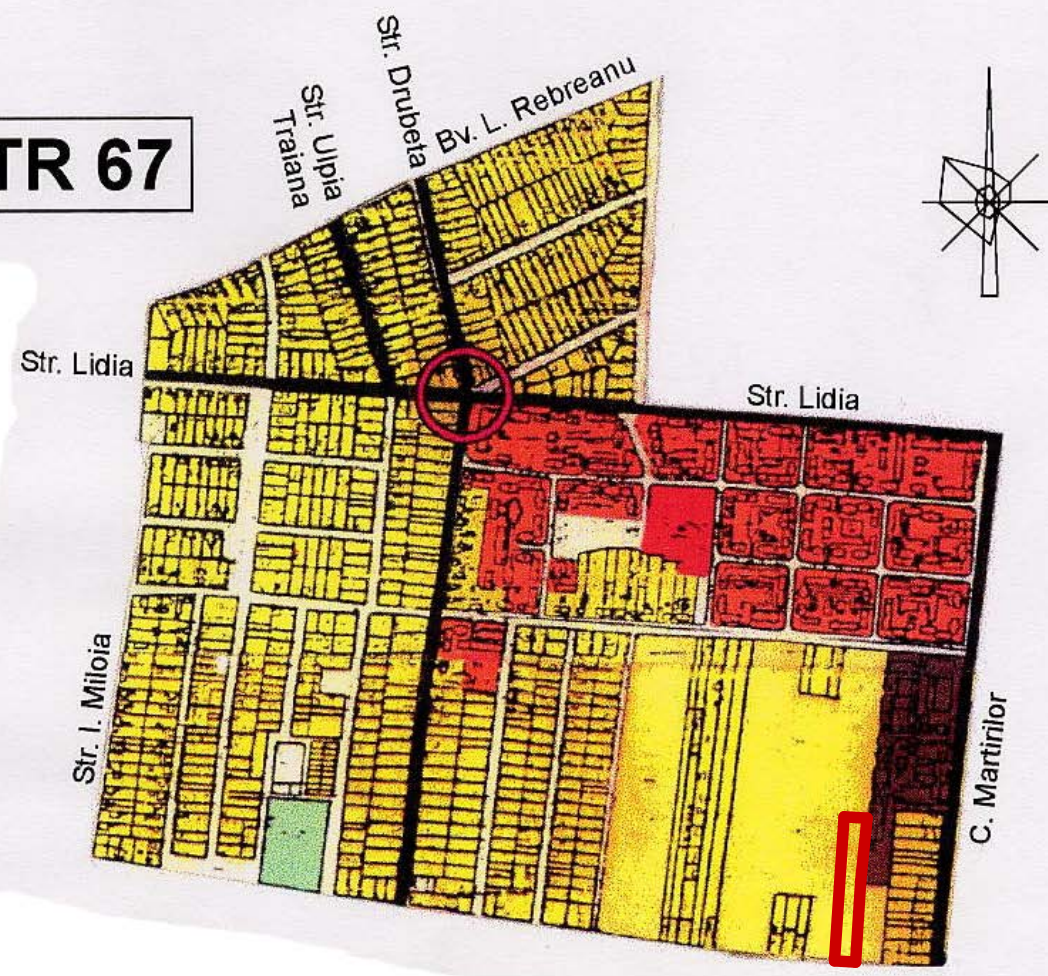 TR 67
Str. Drubeta
Str. Ulpia
Traiana
Bv. L. Rebreanu
Str. Lidia
Str. Lidia
Str. I. Miloia
C. Martirilor